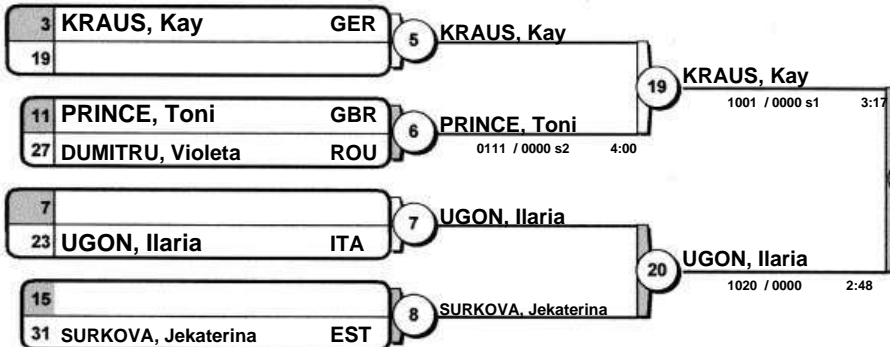 3 KRAUS, Kay GER
19
5 KRAUS, Kay
19 KRAUS, Kay
1001 / 0000 s1 3:17
11 PRINCE, Toni GBR
27 DUMITRU, Violeta ROU
6 PRINCE, Toni
0111 / 0000 s2 4:00
7
23 UGON, Ilaria ITA
7 UGON, Ilaria
20 UGON, Ilaria
1020 / 0000 2:48
15
31 SURKOVA, Jekaterina EST
8 SURKOVA, Jekaterina